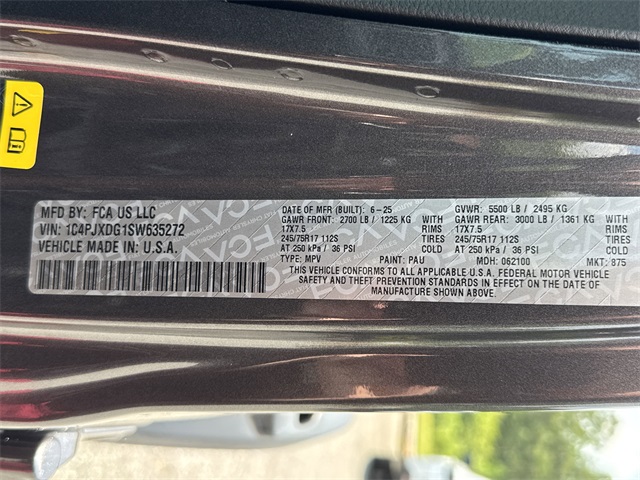 MFD BY: FCA US LLC
VIN: 1C4PJXDG1SW635272
VEHICLE MADE IN U.S.A.
DATE OF MFR (BUILT): 6-25
GAWR FRONT: 2700 LB / 1225 KG WITH
17X7.5 RIMS
245/75R17 112S TIRES
AT 250 kPa / 36 PSI COLD
GVWR: 5500 LB / 2495 KG
GAWR REAR: 3000 LB / 1361 KG WITH
17X7.5 RIMS
245/75R17 112S TIRES
AT 250 kPa / 36 PSI COLD
TYPE: MPV PAINT: PAU MDH: 062100 MKT: 875
THIS VEHICLE CONFORMS TO ALL APPLICABLE U.S.A. FEDERAL MOTOR VEHICLE
SAFETY AND THEFT PREVENTION STANDARDS IN EFFECT ON THE DATE OF
MANUFACTURE SHOWN ABOVE.